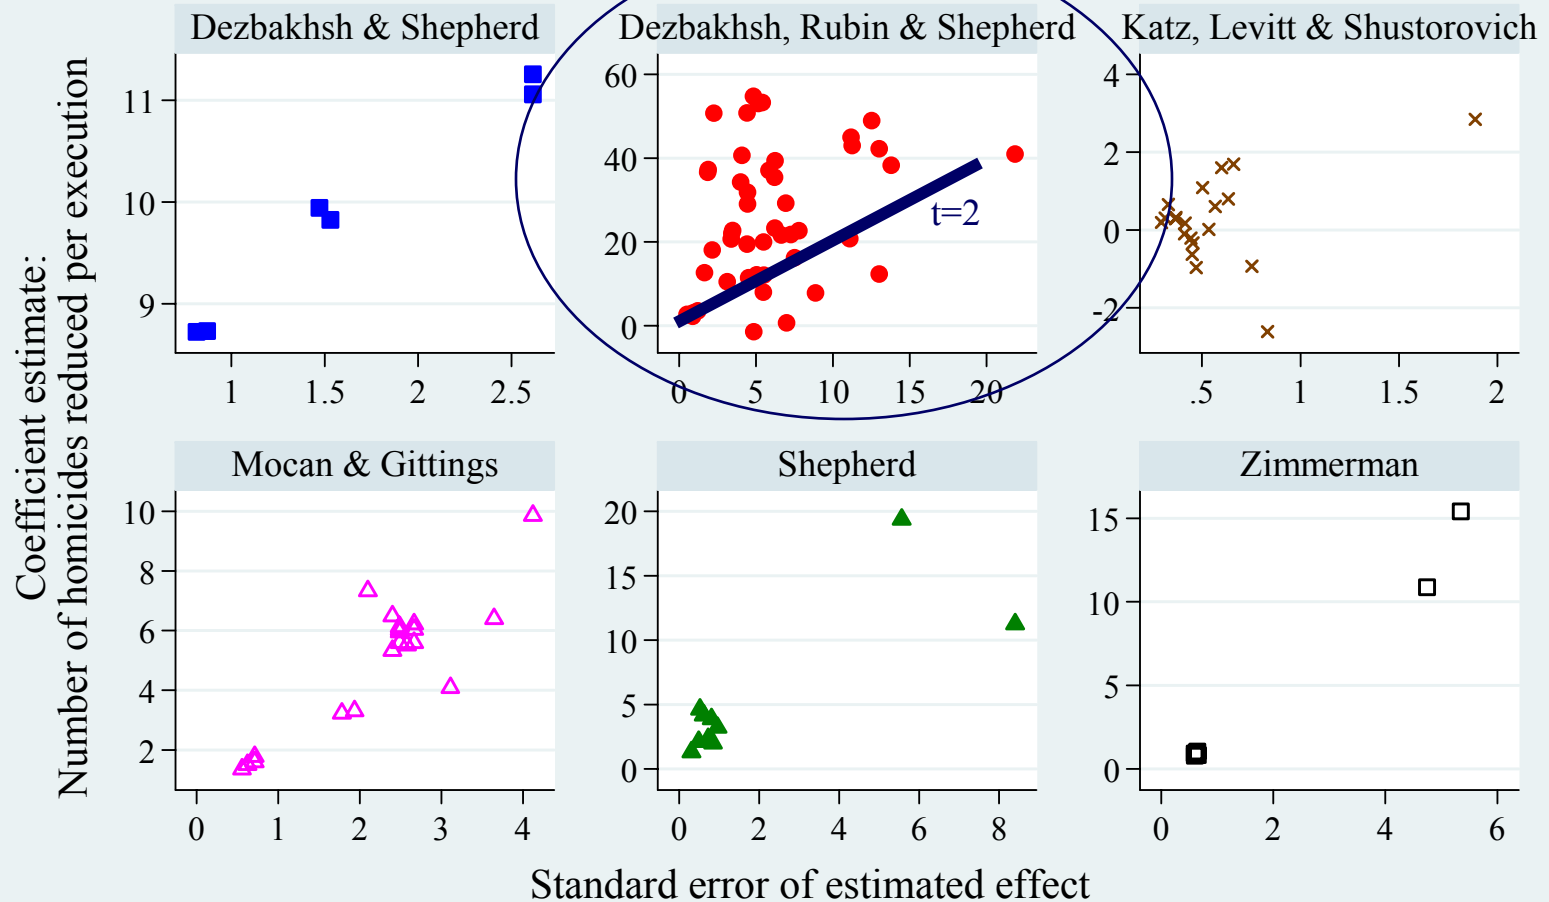 Coefficient estimate:
Number of homicides reduced per execution
Dezbakhsh & Shepherd
11
10
9
1 1.5 2 2.5
Dezbakhsh, Rubin & Shepherd
60
40
20
0
t=2
0 5 10 15 20
Katz, Levitt & Shustorovich
4
2
0
-2
.5 1 1.5 2
Mocan & Gittings
10
8
6
4
2
0 1 2 3 4
Shepherd
20
15
10
5
0
0 2 4 6 8
Zimmerman
15
10
5
0
0 2 4 6
Standard error of estimated effect